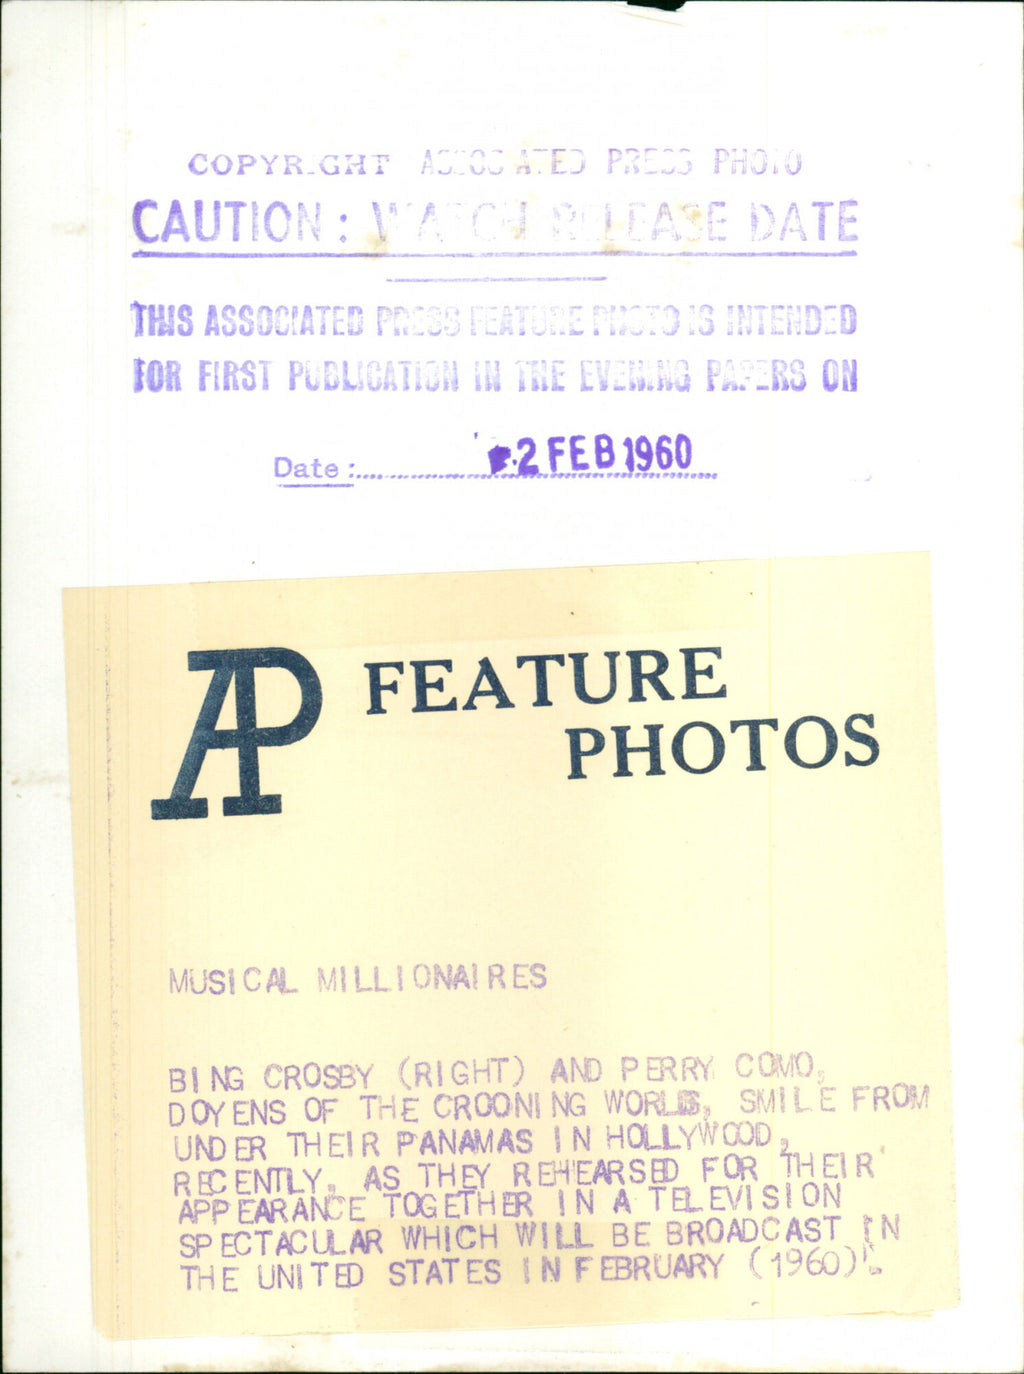 COPYRIGHT ASSOCIATED PRESS PHOTO
CAUTION: WATCH RELEASE DATE
THIS ASSOCIATED PRESS FEATURE PHOTO IS INTENDED
FOR FIRST PUBLICATION IN THE EVENING PAPERS ON
Date: 2 FEB 1960
AP FEATURE
PHOTOS
MUSICAL MILLIONAIRES
BING CROSBY (RIGHT) AND PERRY COMO,
DOYENS OF THE CROONING WORLD, SMILE FROM
UNDER THEIR PANAMAS IN HOLLYWOOD,
RECENTLY, AS THEY REHEARSED FOR THEIR
APPEARANCE TOGETHER IN A TELEVISION
SPECTACULAR WHICH WILL BE BROADCAST IN
THE UNITED STATES IN FEBRUARY (1960).